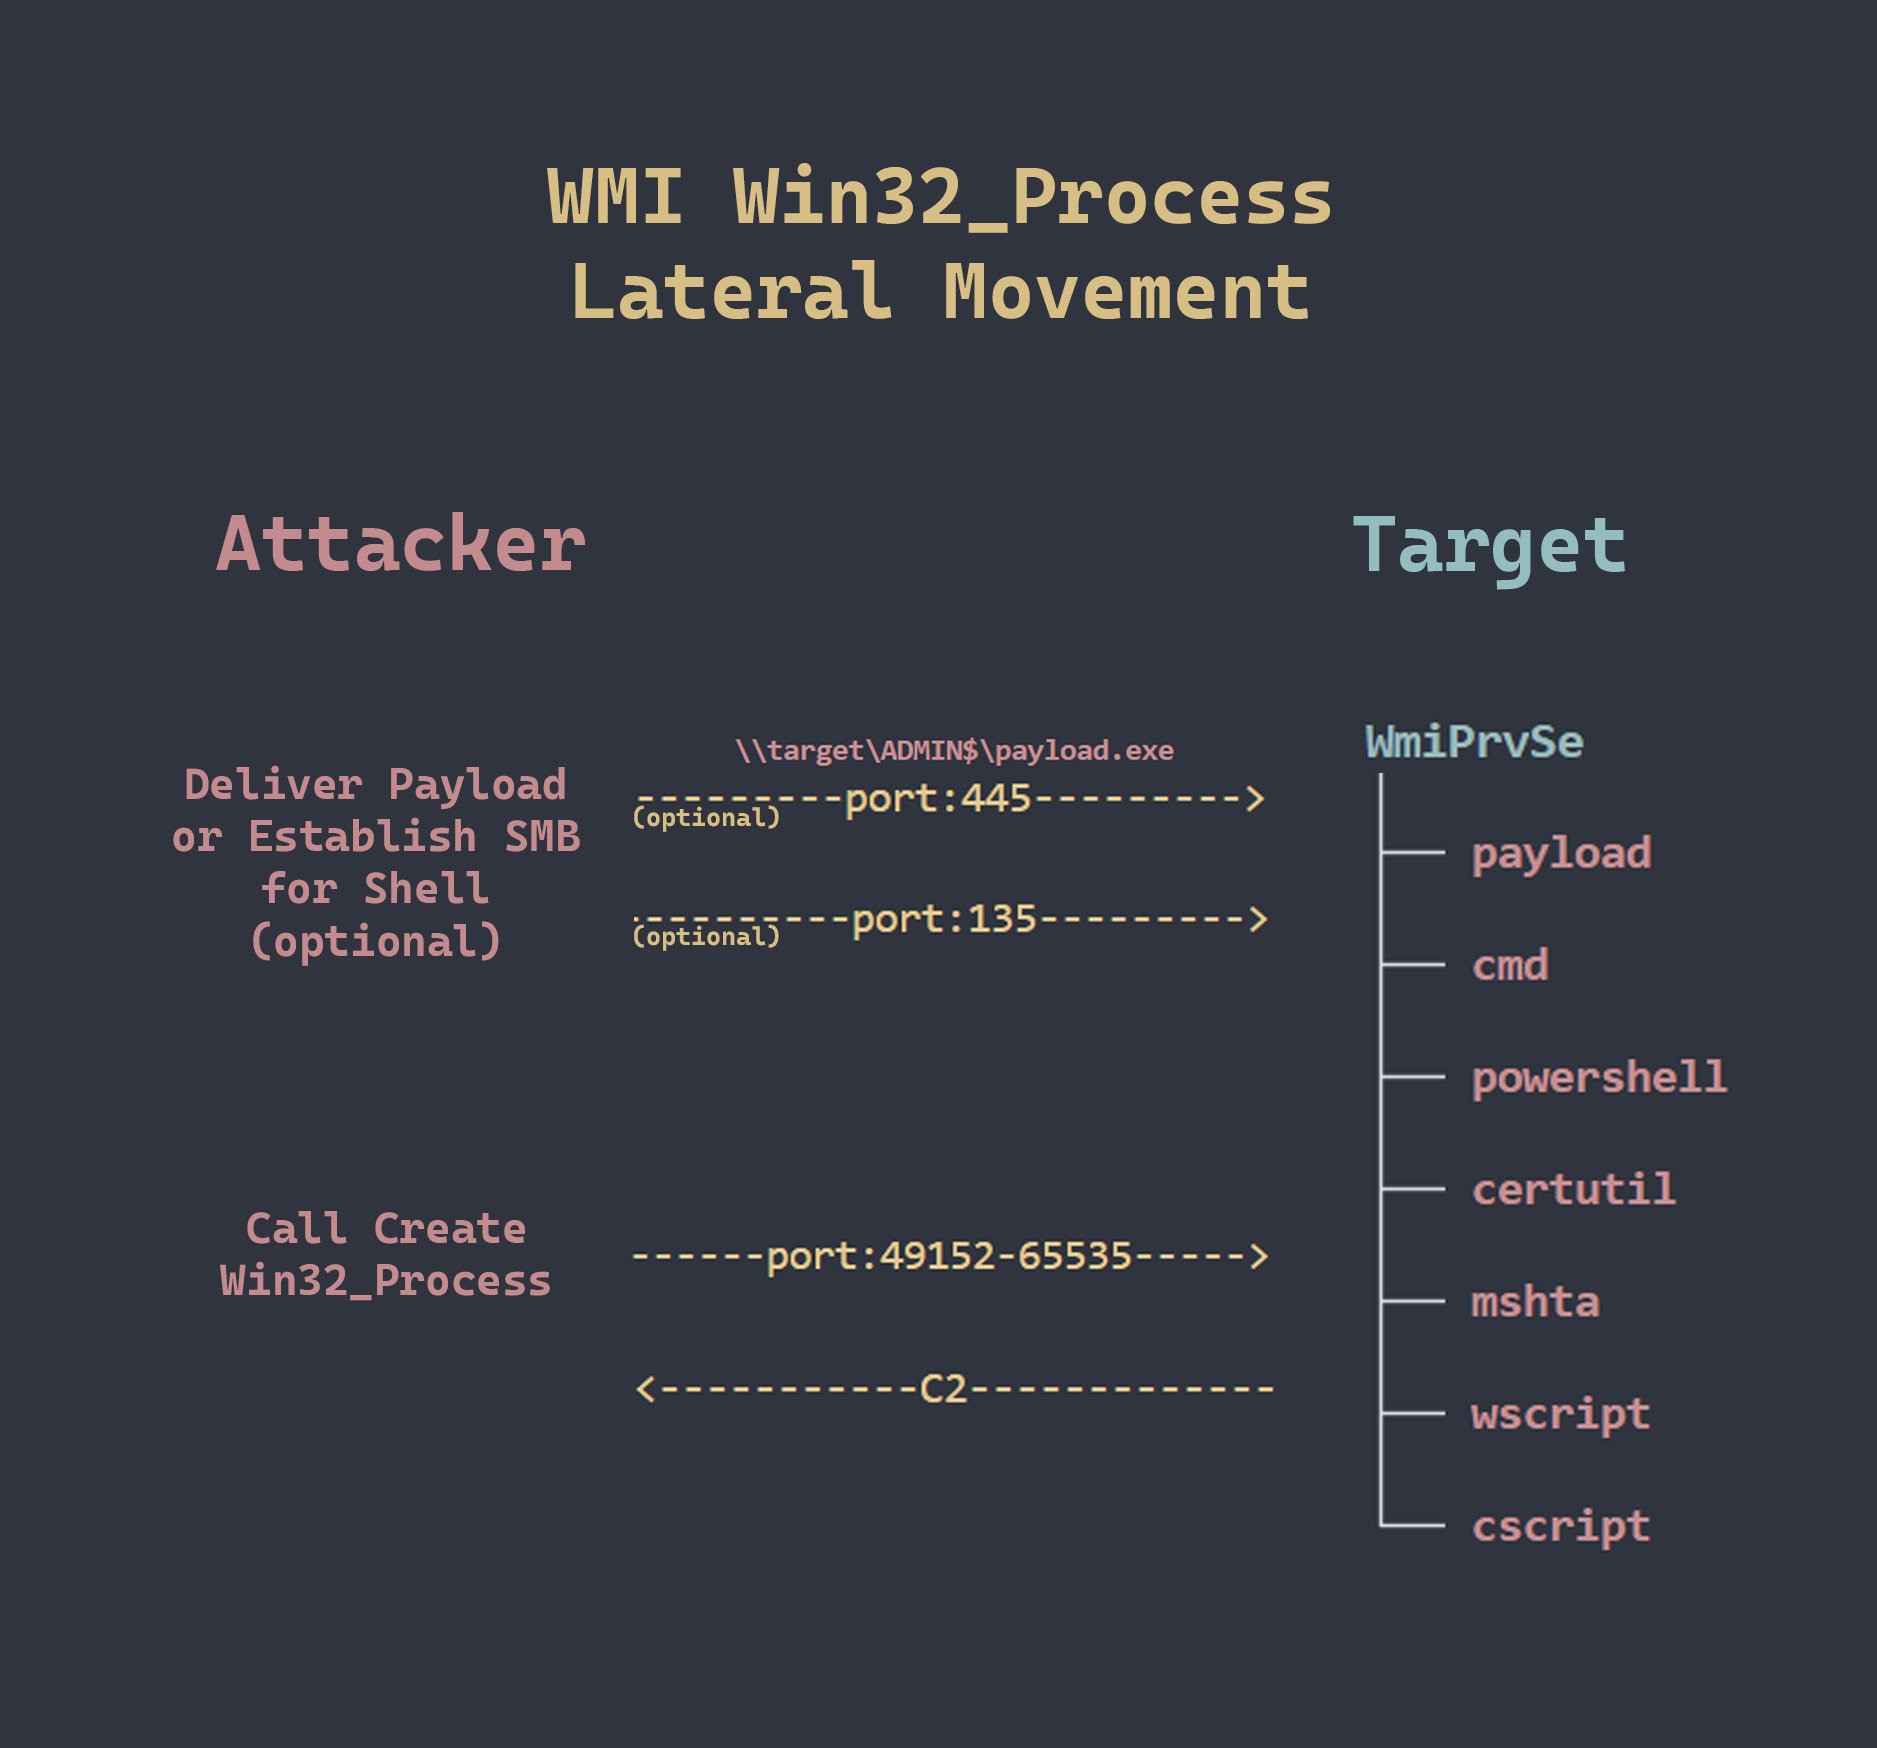 WMI Win32_Process
Lateral Movement
Attacker
Target
Deliver Payload
or Establish SMB
for Shell
(optional)
\\target\ADMIN$\payload.exe
---------port:445--------->
(optional)
---------port:135--------->
(optional)
Call Create
Win32_Process
------port:49152-65535----->
<-----------C2-------------
WmiPrvSe
payload
cmd
powershell
certutil
mshta
wscript
cscript